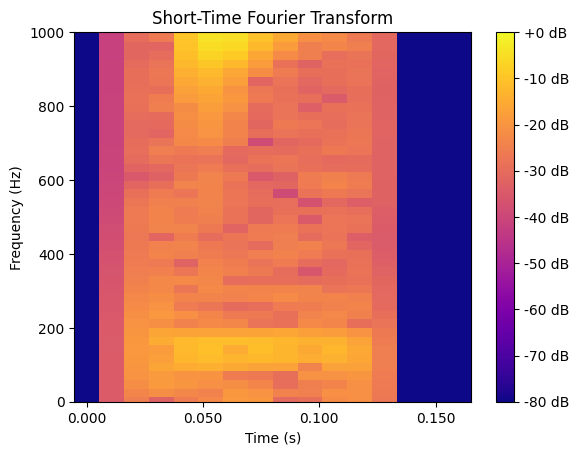 Short-Time Fourier Transform
1000
800
600
400
200
0
Frequency (Hz)
0.000
0.050
0.100
0.150
Time (s)
+0 dB
-10 dB
-20 dB
-30 dB
-40 dB
-50 dB
-60 dB
-70 dB
-80 dB